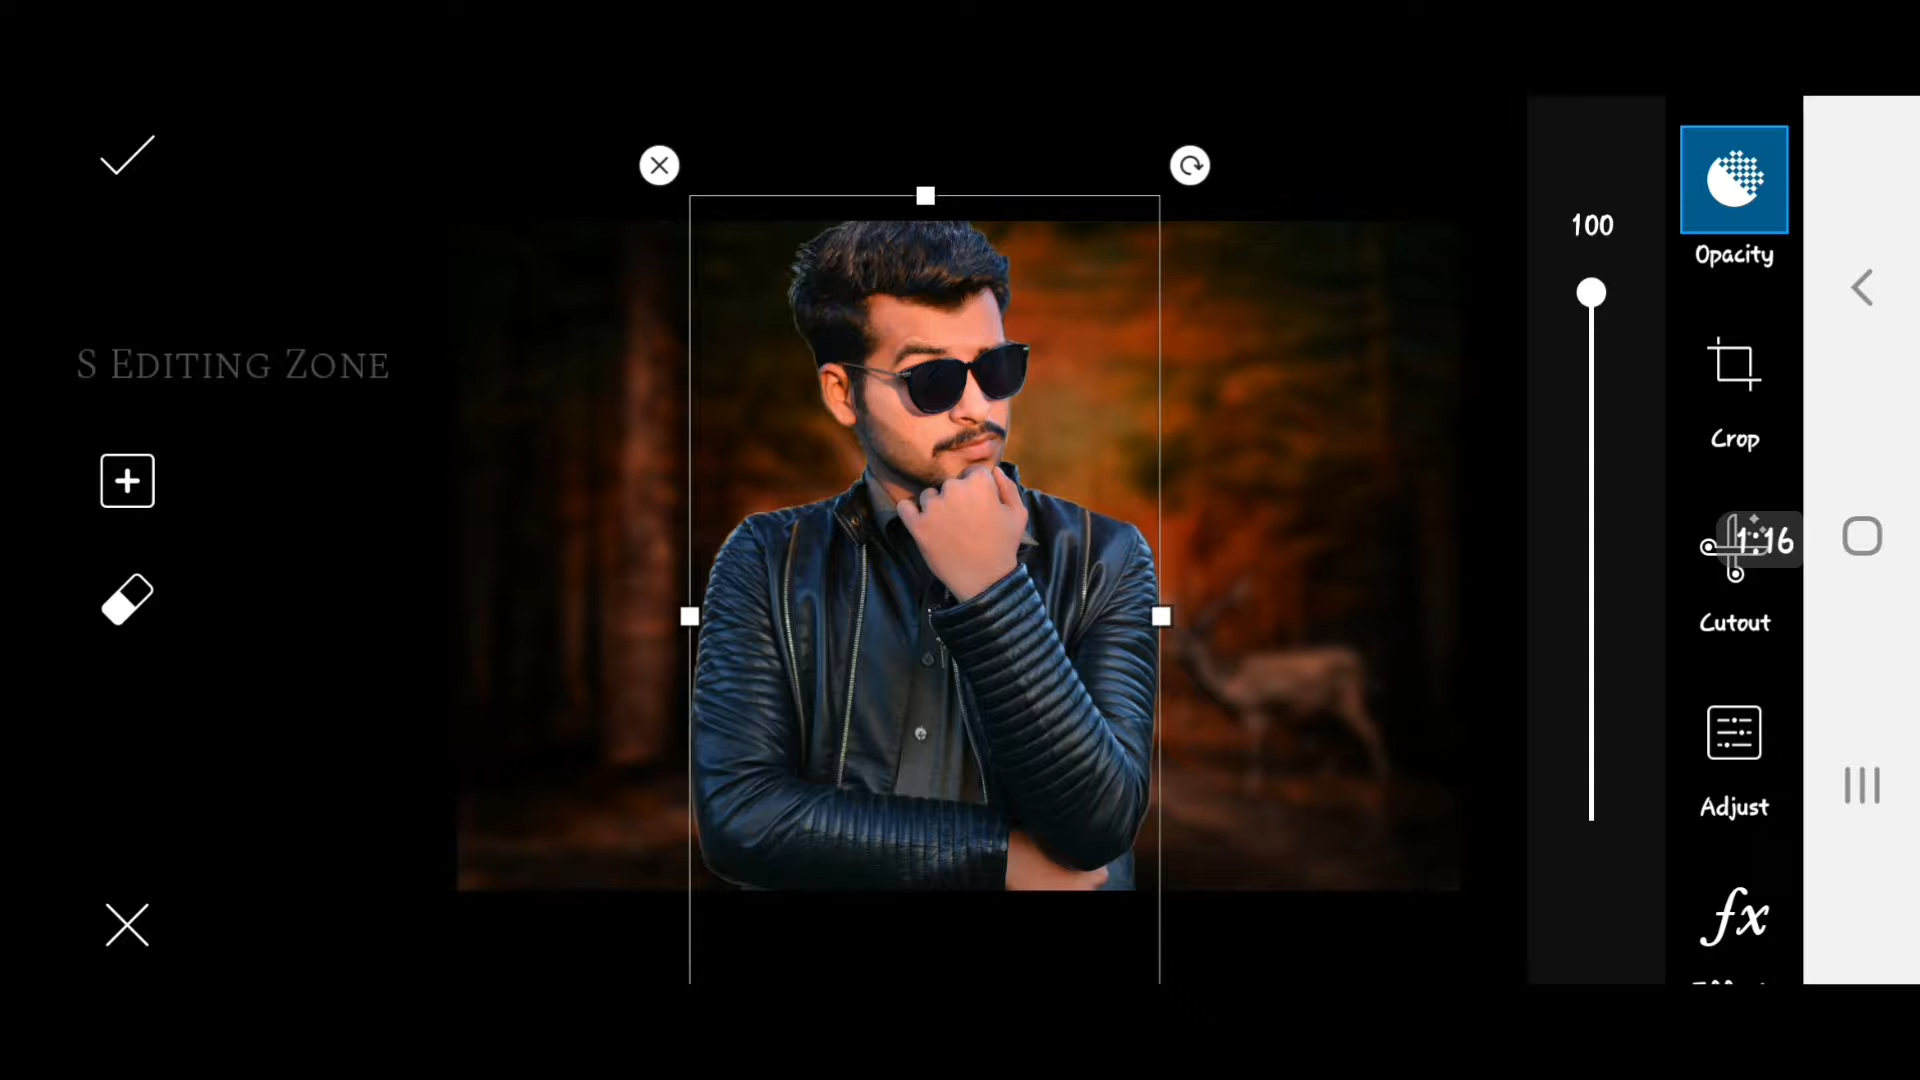 100
Opacity
S EDITING ZONE
Crop
1:16
Cutout
Adjust
fx